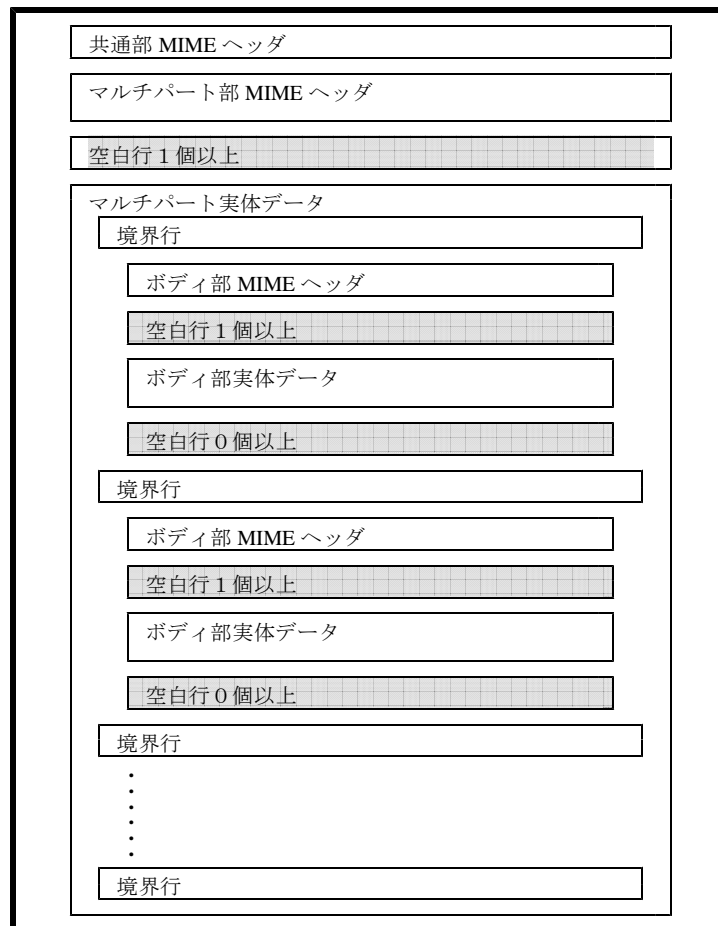 共通部 MIME ヘッダ
マルチパート部 MIME ヘッダ
空白行１個以上
マルチパート実体データ
境界行
ボディ部 MIME ヘッダ
空白行１個以上
ボディ部実体データ
空白行０個以上
境界行
ボディ部 MIME ヘッダ
空白行１個以上
ボディ部実体データ
空白行０個以上
境界行
・
・
・
・
・
・
境界行